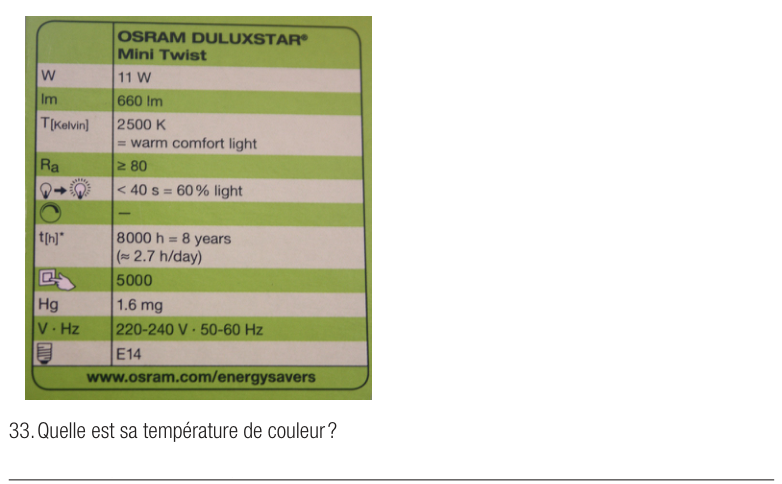 OSRAM DULUXSTAR®
Mini Twist
W 11 W
lm 660 lm
T[Kelvin] 2500 K
= warm comfort light
Ra ≥ 80
< 40 s = 60 % light
—
t[h]* 8000 h = 8 years
(≈ 2.7 h/day)
5000
Hg 1.6 mg
V · Hz 220-240 V · 50-60 Hz
E14
www.osram.com/energysavers
33. Quelle est sa température de couleur ?